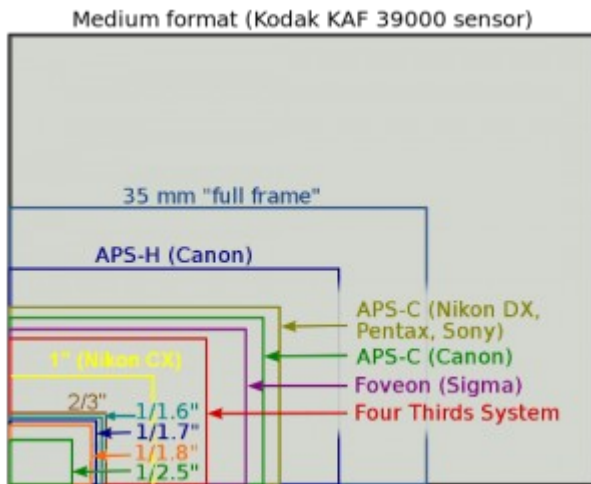 Medium format (Kodak KAF 39000 sensor)
35 mm "full frame"
APS-H (Canon)
APS-C (Nikon DX,
Pentax, Sony)
APS-C (Canon)
1" (Nikon CX)
Foveon (Sigma)
2/3"
1/1.6"
Four Thirds System
1/1.7"
1/1.8"
1/2.5"